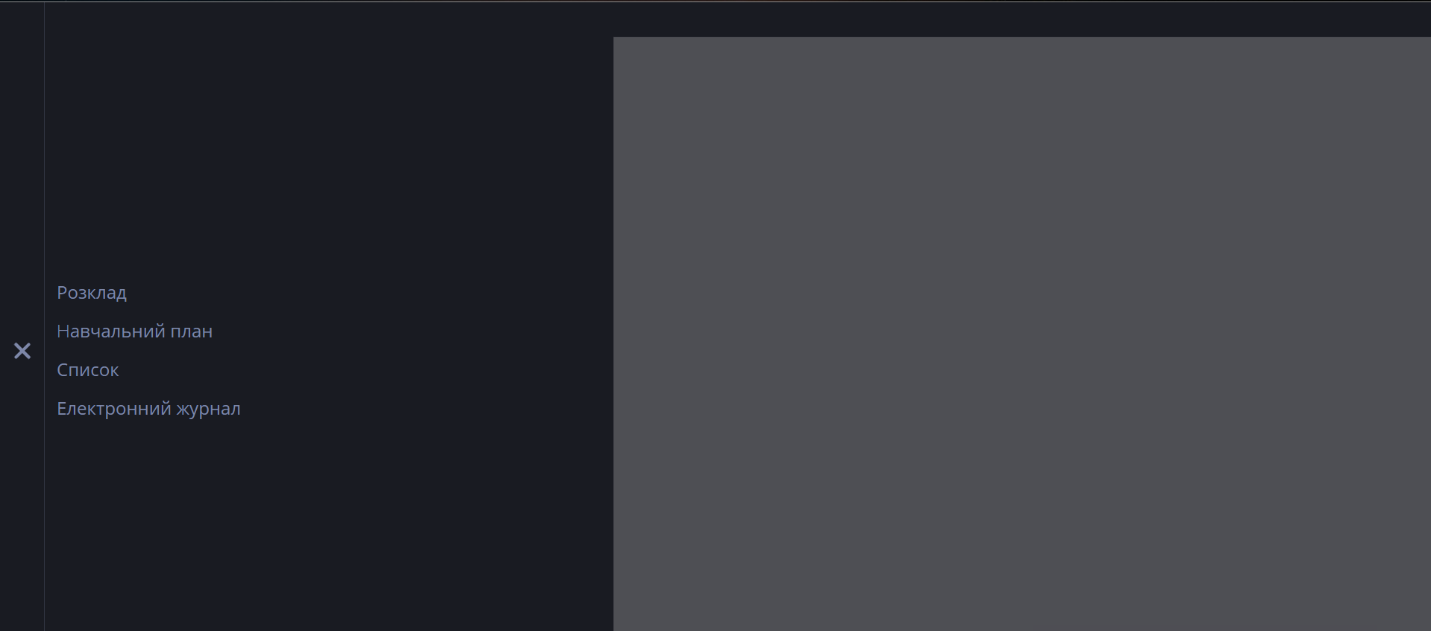 Розклад
Навчальний план
Список
Електронний журнал